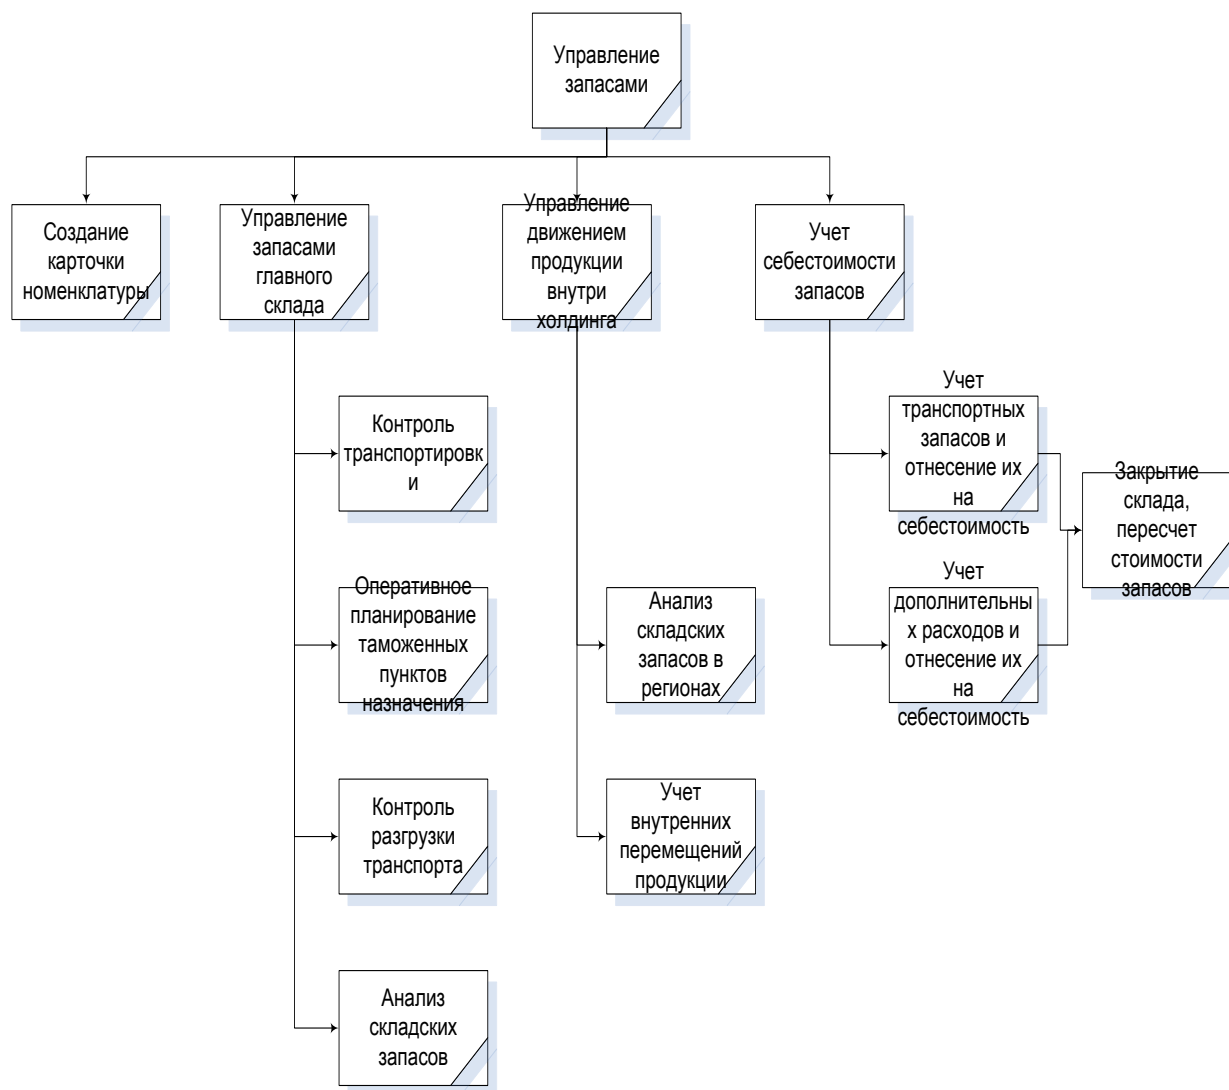 Управление
запасами
Создание
карточки
номенклатуры
Управление
запасами
главного
склада
Управление
движением
продукции
внутри
холдинга
Учет
себестоимости
запасов
Контроль
транспортировк
и
Оперативное
планирование
таможенных
пунктов
назначения
Контроль
разгрузки
транспорта
Анализ
складских
запасов
Анализ
складских
запасов в
регионах
Учет
внутренних
перемещений
продукции
Учет
транспортных
запасов и
отнесение их
на
себестоимость
Учет
дополнительны
х расходов и
отнесение их
на
себестоимость
Закрытие
склада,
пересчет
стоимости
запасов